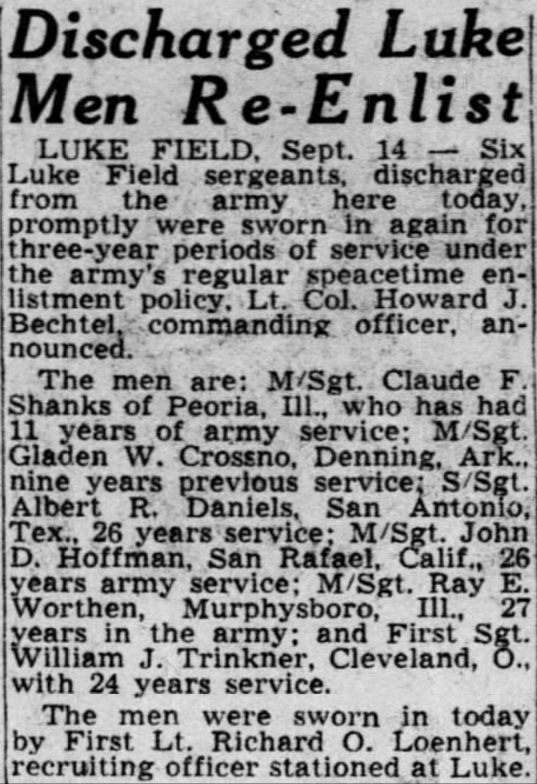 Discharged Luke
Men Re-Enlist
LUKE FIELD, Sept. 14 — Six
Luke Field sergeants, discharged
from the army here today,
promptly were sworn in again for
three-year periods of service under
the army's regular speacetime en-
listment policy, Lt. Col. Howard J.
Bechtel, commanding officer, an-
nounced.
The men are: M/Sgt. Claude F.
Shanks of Peoria, Ill., who has had
11 years of army service; M/Sgt.
Gladen W. Crossno, Denning, Ark.,
nine years previous service; S/Sgt.
Albert R. Daniels, San Antonio,
Tex., 26 years service; M/Sgt. John
D. Hoffman, San Rafael, Calif., 26
years army service; M/Sgt. Ray E.
Worthen, Murphysboro, Ill., 27
years in the army; and First Sgt.
William J. Trinkner, Cleveland, O.,
with 24 years service.
The men were sworn in today
by First Lt. Richard O. Loenhert,
recruiting officer stationed at Luke.